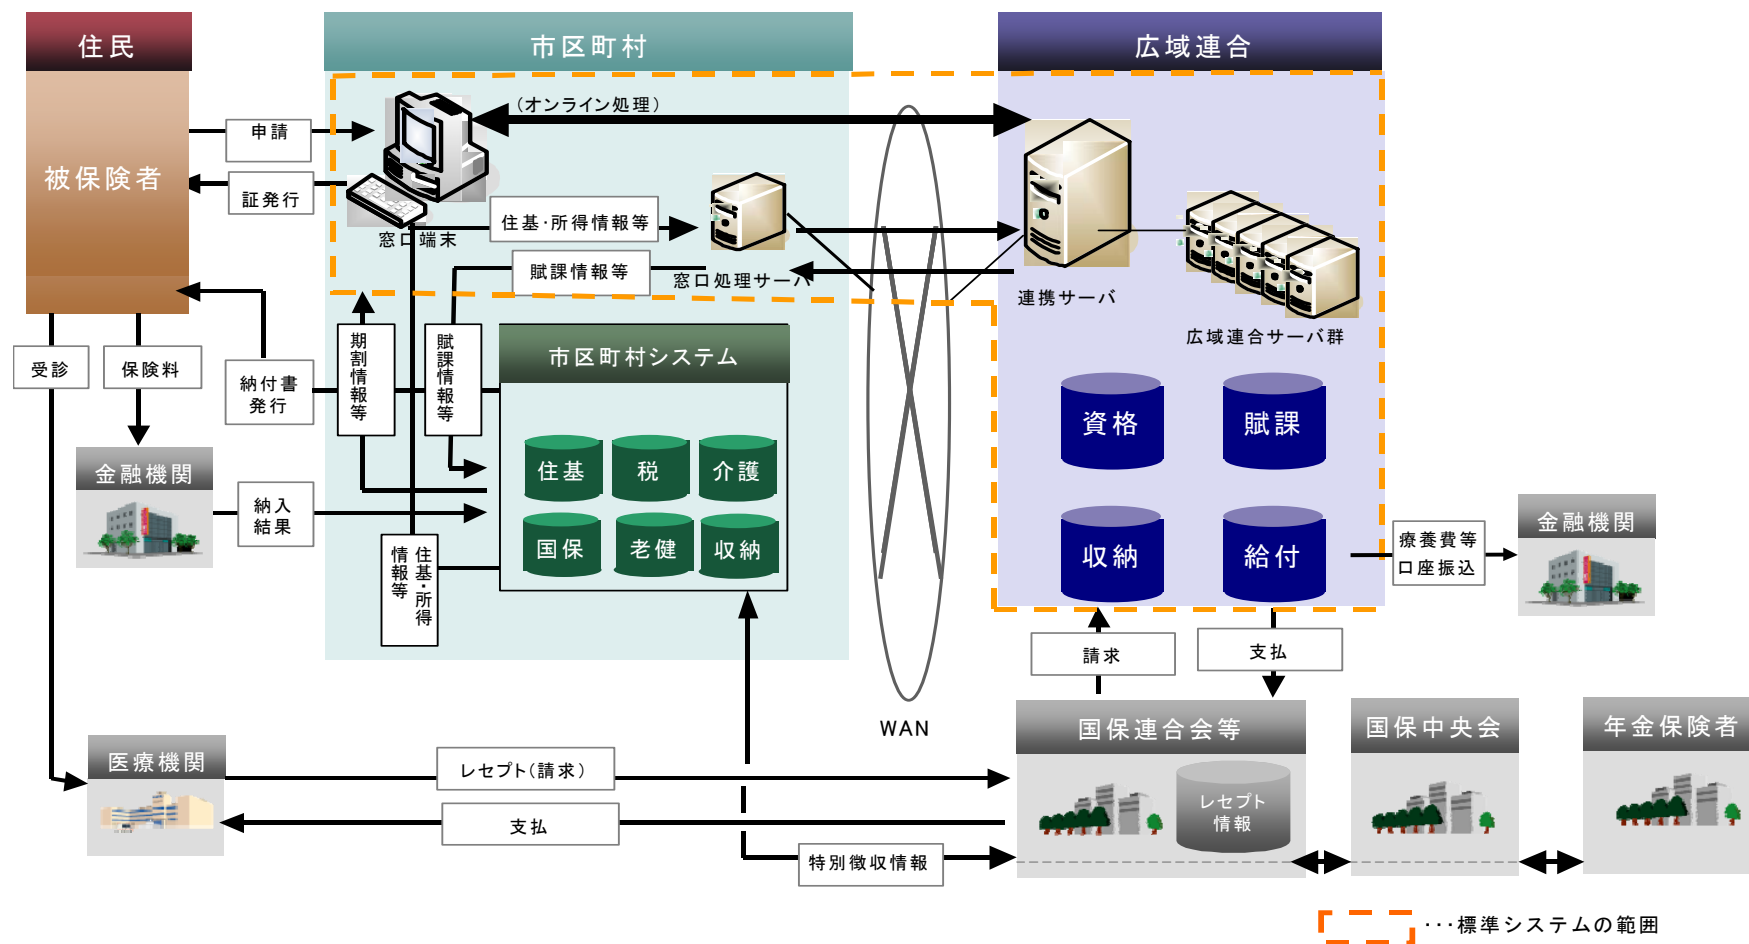 住民
市区町村
広域連合
(オンライン処理)
申請
被保険者
証発行
窓口端末
住基・所得情報等
賦課情報等
窓口処理サーバ
連携サーバ
広域連合サーバ群
受診
保険料
納付書
発行
期割情報等
賦課情報等
市区町村システム
資格
賦課
住基
税
介護
金融機関
納入
結果
国保
老健
収納
収納
給付
療養費等
口座振込
金融機関
住基・所得
情報等
請求
支払
WAN
国保連合会等
国保中央会
年金保険者
医療機関
レセプト(請求)
レセプト
情報
支払
特別徴収情報
・・・標準システムの範囲